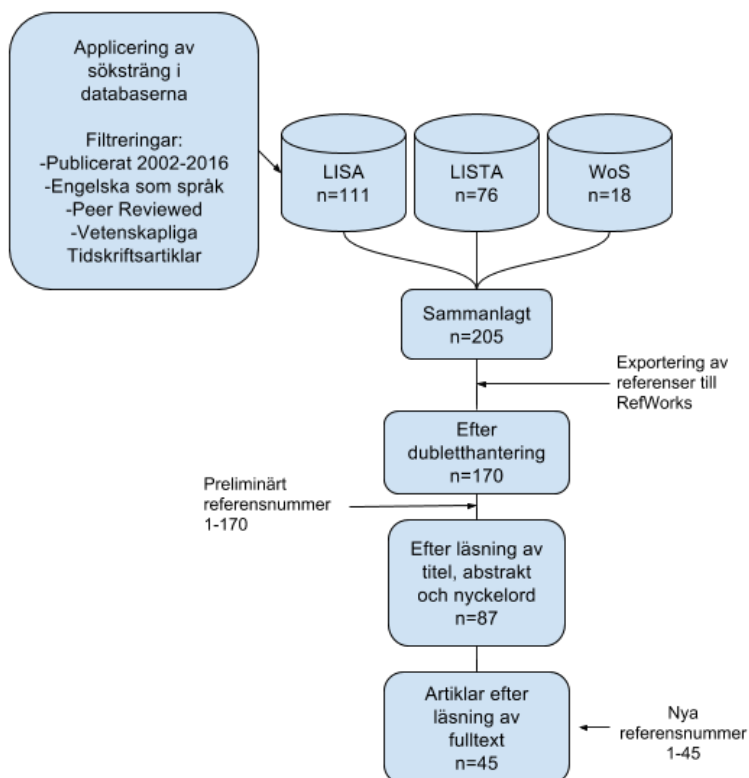 Applicering av
söksträng i
databaserna
Filtreringar:
-Publicerat 2002-2016
-Engelska som språk
-Peer Reviewed
-Vetenskapliga
Tidskriftsartiklar
LISA
n=111
LISTA
n=76
WoS
n=18
Sammanlagt
n=205
Exportering av
referenser till
RefWorks
Efter
dubletthantering
n=170
Preliminärt
referensnummer
1-170
Efter läsning av
titel, abstrakt
och nyckelord
n=87
Artiklar efter
läsning av
fulltext
n=45
Nya
referensnummer
1-45